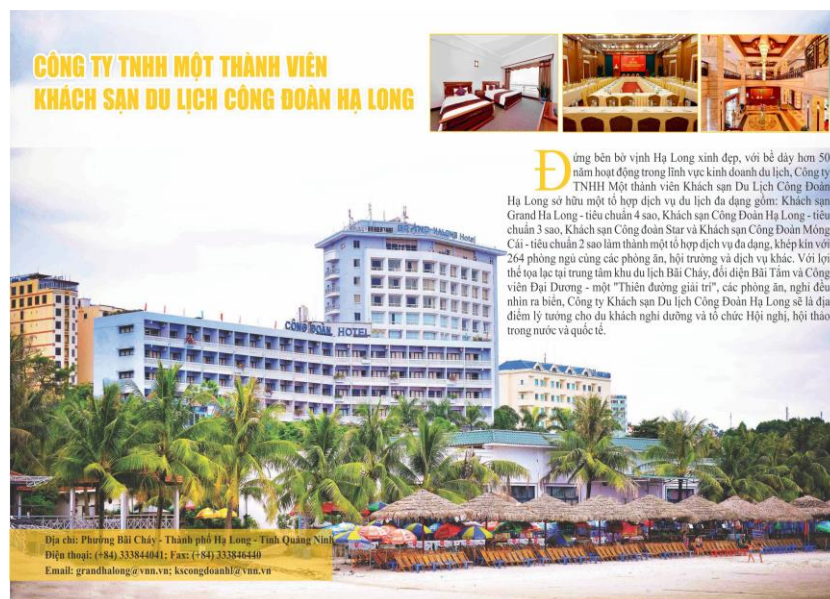 CÔNG TY TNHH MỘT THÀNH VIÊN
KHÁCH SẠN DU LỊCH CÔNG ĐOÀN HẠ LONG
Đứng bên bờ vịnh Hạ Long xinh đẹp, với bề dày hơn 50
năm hoạt động trong lĩnh vực kinh doanh du lịch, Công ty
TNHH Một thành viên Khách sạn Du Lịch Công Đoàn
Hạ Long sở hữu một tổ hợp dịch vụ du lịch đa dạng gồm: Khách sạn
Grand Ha Long - tiêu chuẩn 4 sao, Khách sạn Công Đoàn Hạ Long - tiêu
chuẩn 3 sao, Khách sạn Công đoàn Star và Khách sạn Công Đoàn Móng
Cái - tiêu chuẩn 2 sao làm thành một tổ hợp dịch vụ đa dạng, khép kín với
264 phòng ngủ cùng các phòng ăn, hội trường và dịch vụ khác. Với lợi
thế tọa lạc tại trung tâm khu du lịch Bãi Cháy, đối diện Bãi Tắm và Công
viên Đại Dương - một "Thiên đường giải trí", các phòng ăn, nghỉ đều
nhìn ra biển, Công ty Khách sạn Du lịch Công Đoàn Hạ Long sẽ là địa
điểm lý tưởng cho du khách nghỉ dưỡng và tổ chức Hội nghị, hội thảo
trong nước và quốc tế.
GRAND HALONG Hotel
CÔNG ĐOÀN HOTEL
Địa chỉ: Phường Bãi Cháy - Thành phố Hạ Long - Tỉnh Quảng Ninh
Điện thoại: (+84) 333844041; Fax: (+84) 333846440
Email: grandhalong@vnn.vn; kscongdoanhl@vnn.vn